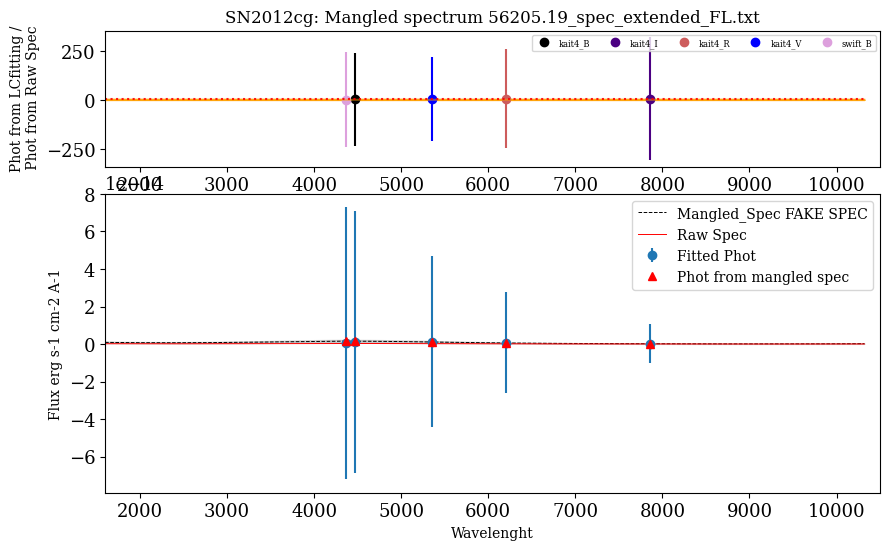 SN2012cg: Mangled spectrum 56205.19_spec_extended_FL.txt
Phot from LCfitting /
Phot from Raw Spec
250
0
−250
kait4_B
kait4_I
kait4_R
kait4_V
swift_B
2000
3000
4000
5000
6000
7000
8000
9000
10000
1e−14
Flux erg s-1 cm-2 A-1
8
6
4
2
0
−2
−4
−6
Mangled_Spec FAKE SPEC
Raw Spec
Fitted Phot
Phot from mangled spec
2000
3000
4000
5000
6000
7000
8000
9000
10000
Wavelenght